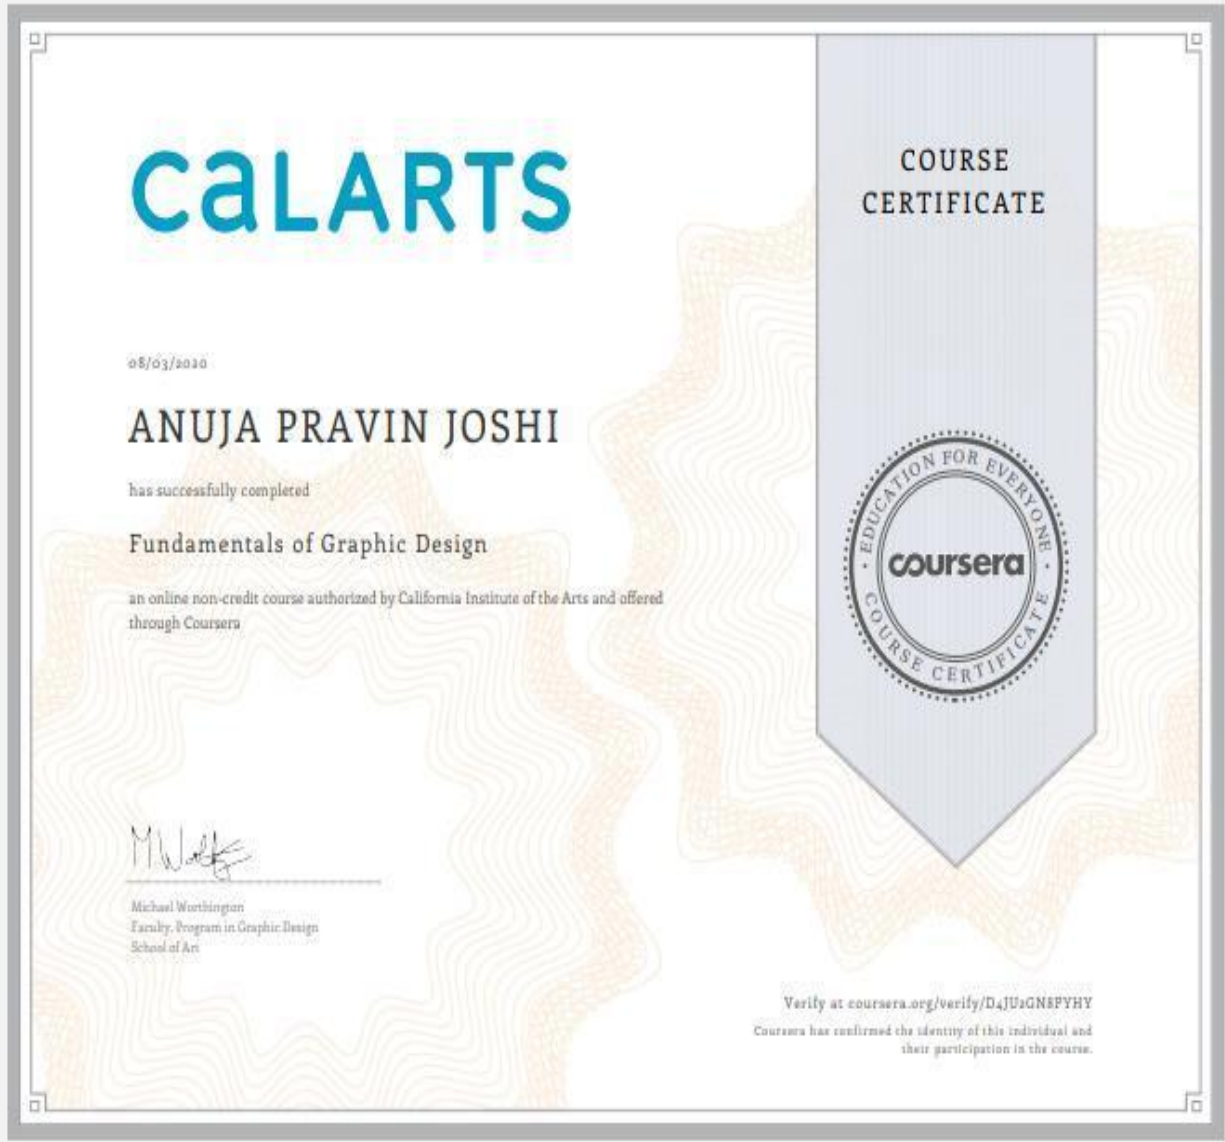 CaLARTS
COURSE
CERTIFICATE
08/03/2020
ANUJA PRAVIN JOSHI
has successfully completed
Fundamentals of Graphic Design
an online non-credit course authorized by California Institute of the Arts and offered
through Coursera
EDUCATION FOR EVERYONE
coursera
COURSE CERTIFICATE
Michael Worthington
Faculty, Program in Graphic Design
School of Art
Verify at coursera.org/verify/D4JU2GN8PYHY
Coursera has confirmed the identity of this individual and
their participation in the course.